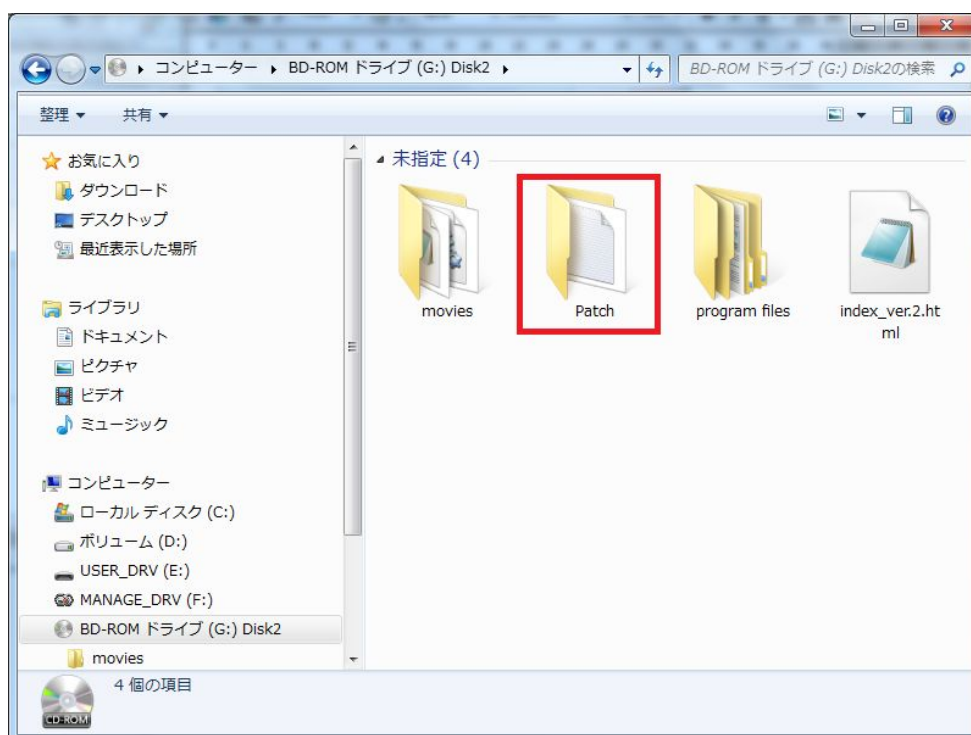 コンピューター ▸ BD-ROM ドライブ (G:) Disk2 ▸
BD-ROM ドライブ (G:) Disk2の検索
整理 ▼ 共有 ▼
お気に入り
ダウンロード
デスクトップ
最近表示した場所
ライブラリ
ドキュメント
ピクチャ
ビデオ
ミュージック
コンピューター
ローカル ディスク (C:)
ボリューム (D:)
USER_DRV (E:)
MANAGE_DRV (F:)
BD-ROM ドライブ (G:) Disk2
movies
未指定 (4)
movies
Patch
program files
index_ver.2.ht
ml
4 個の項目
CD-ROM